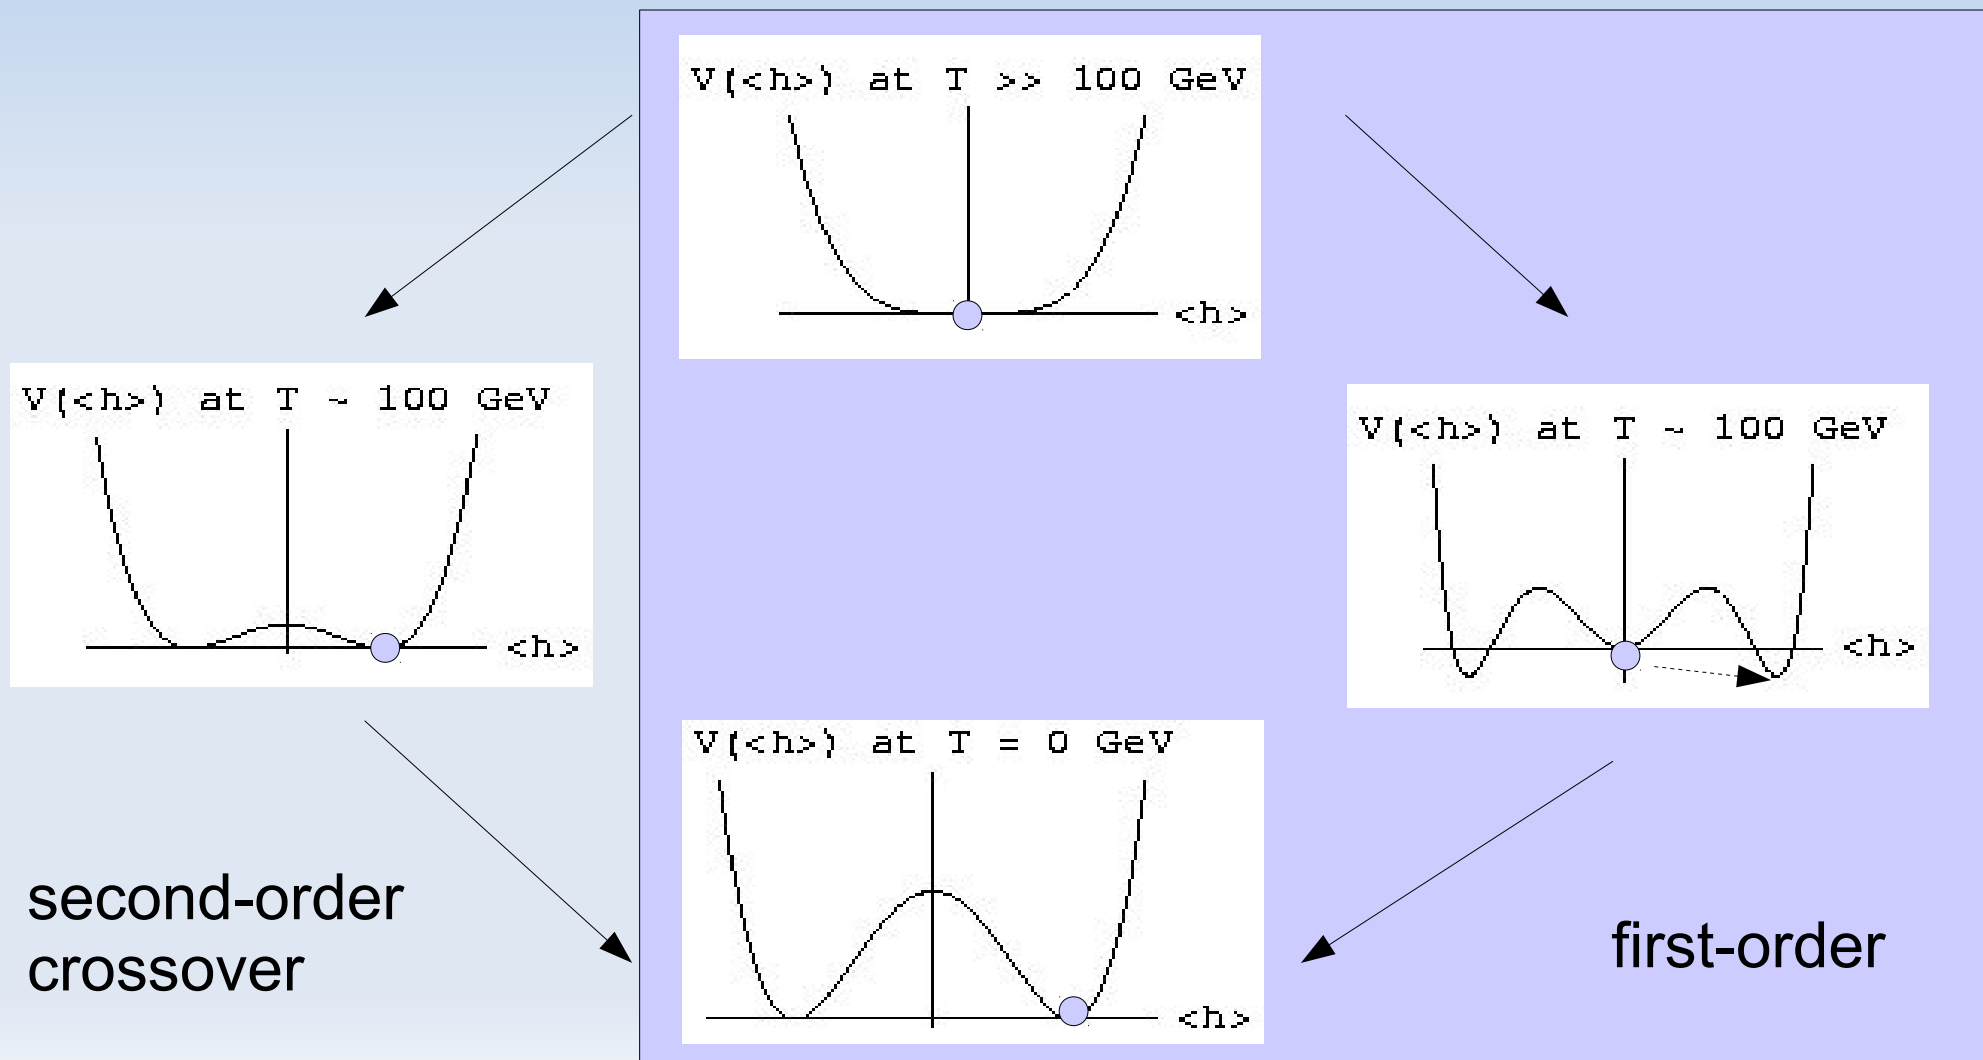 V(<h>) at T >> 100 GeV
<h>
V(<h>) at T ~ 100 GeV
<h>
V(<h>) at T ~ 100 GeV
<h>
V(<h>) at T = 0 GeV
<h>
second-order
crossover
first-order